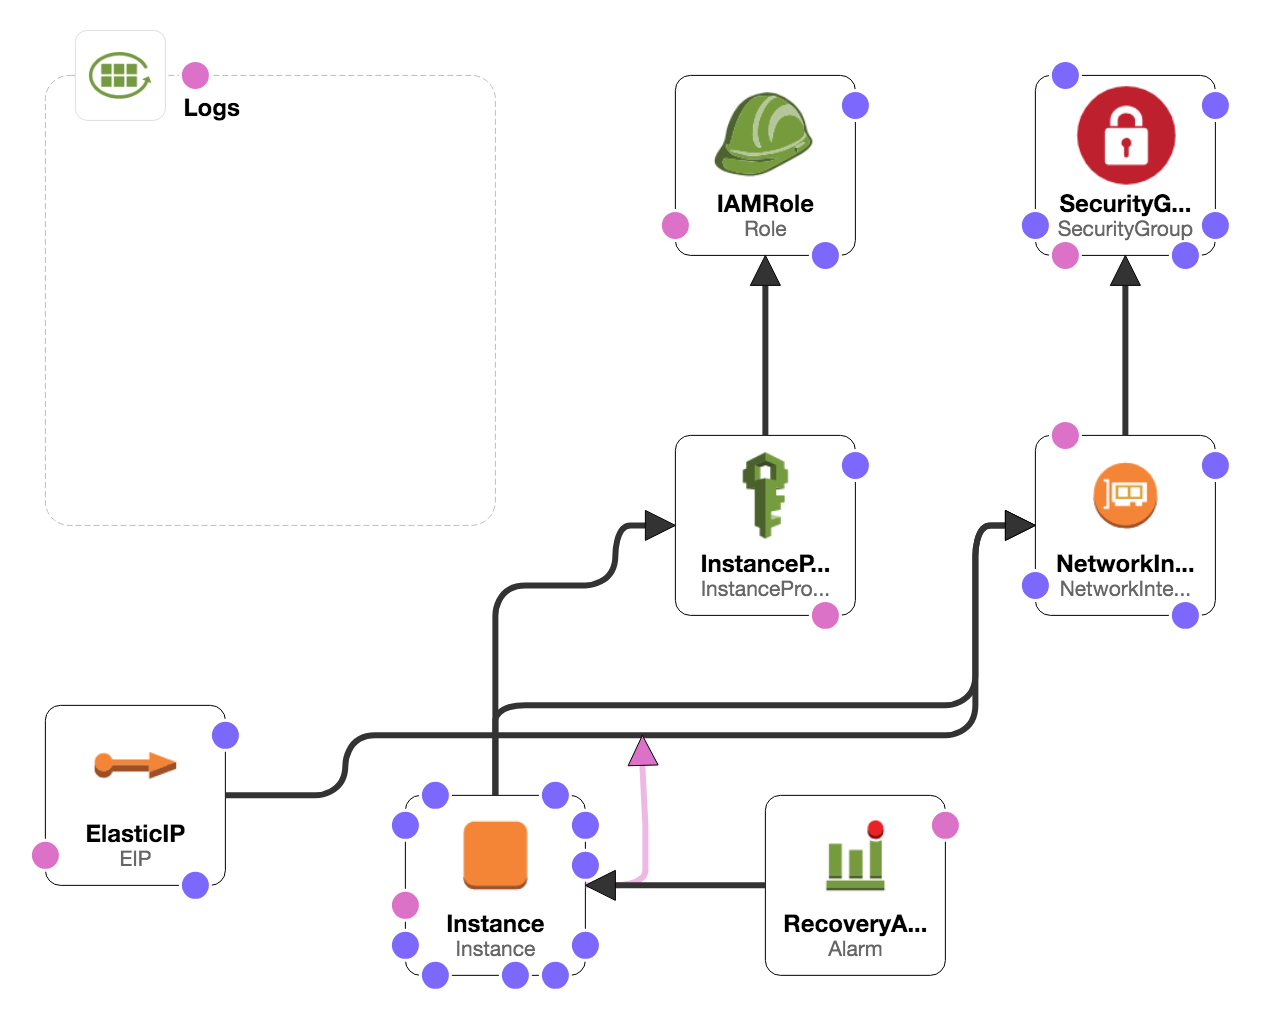 Logs
IAMRole
Role
SecurityG...
SecurityGroup
InstanceP...
InstancePro...
NetworkIn...
NetworkInte...
ElasticIP
EIP
Instance
Instance
RecoveryA...
Alarm